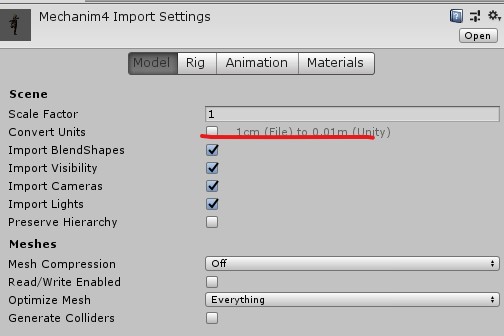 Mechanim4 Import Settings
Open
Model Rig Animation Materials
Scene
Scale Factor 1
Convert Units 1cm (File) to 0.01m (Unity)
Import BlendShapes
Import Visibility
Import Cameras
Import Lights
Preserve Hierarchy
Meshes
Mesh Compression Off
Read/Write Enabled
Optimize Mesh Everything
Generate Colliders